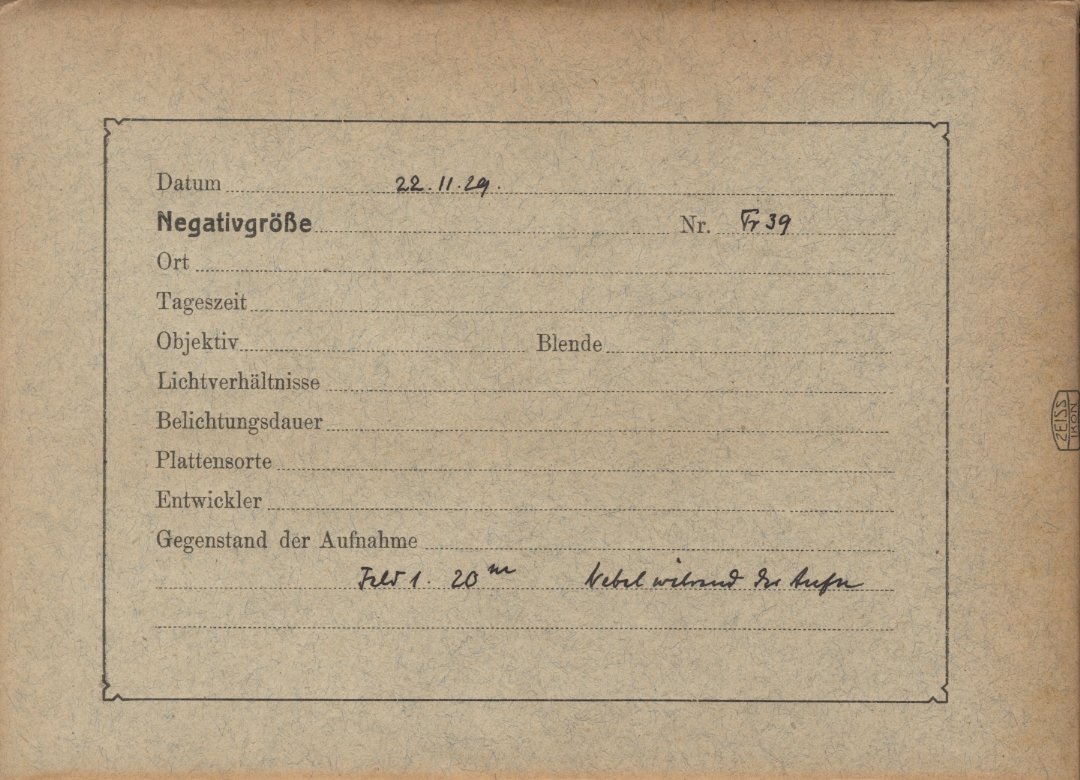 Datum 22.11.29.
Negativgröße Nr. Tr 39
Ort
Tageszeit
Objektiv Blende
Lichtverhältnisse
Belichtungsdauer
Plattensorte
Entwickler
Gegenstand der Aufnahme
Feld 1. 20 m Nebel während der Aufn
ZEISS
IKON